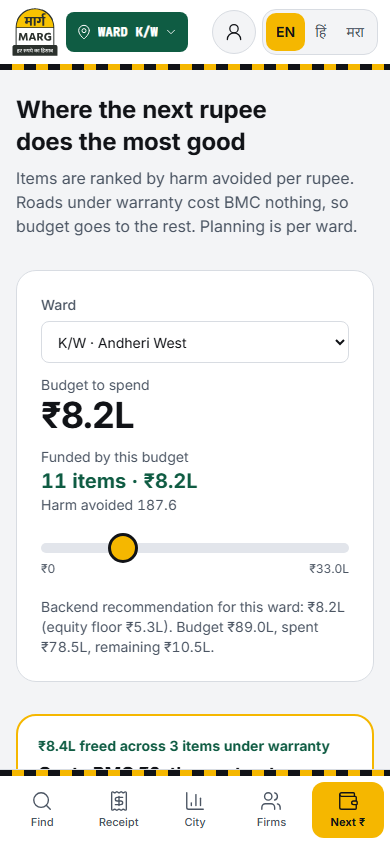 मार्ग
MARG
हर रुपये का हिसाब
WARD K/W
EN
हिं
मरा
Where the next rupee
does the most good
Items are ranked by harm avoided per rupee.
Roads under warranty cost BMC nothing, so
budget goes to the rest. Planning is per ward.
Ward
K/W · Andheri West
Budget to spend
₹8.2L
Funded by this budget
11 items · ₹8.2L
Harm avoided 187.6
₹0
₹33.0L
Backend recommendation for this ward: ₹8.2L
(equity floor ₹5.3L). Budget ₹89.0L, spent
₹78.5L, remaining ₹10.5L.
₹8.4L freed across 3 items under warranty
Find
Receipt
City
Firms
Next ₹